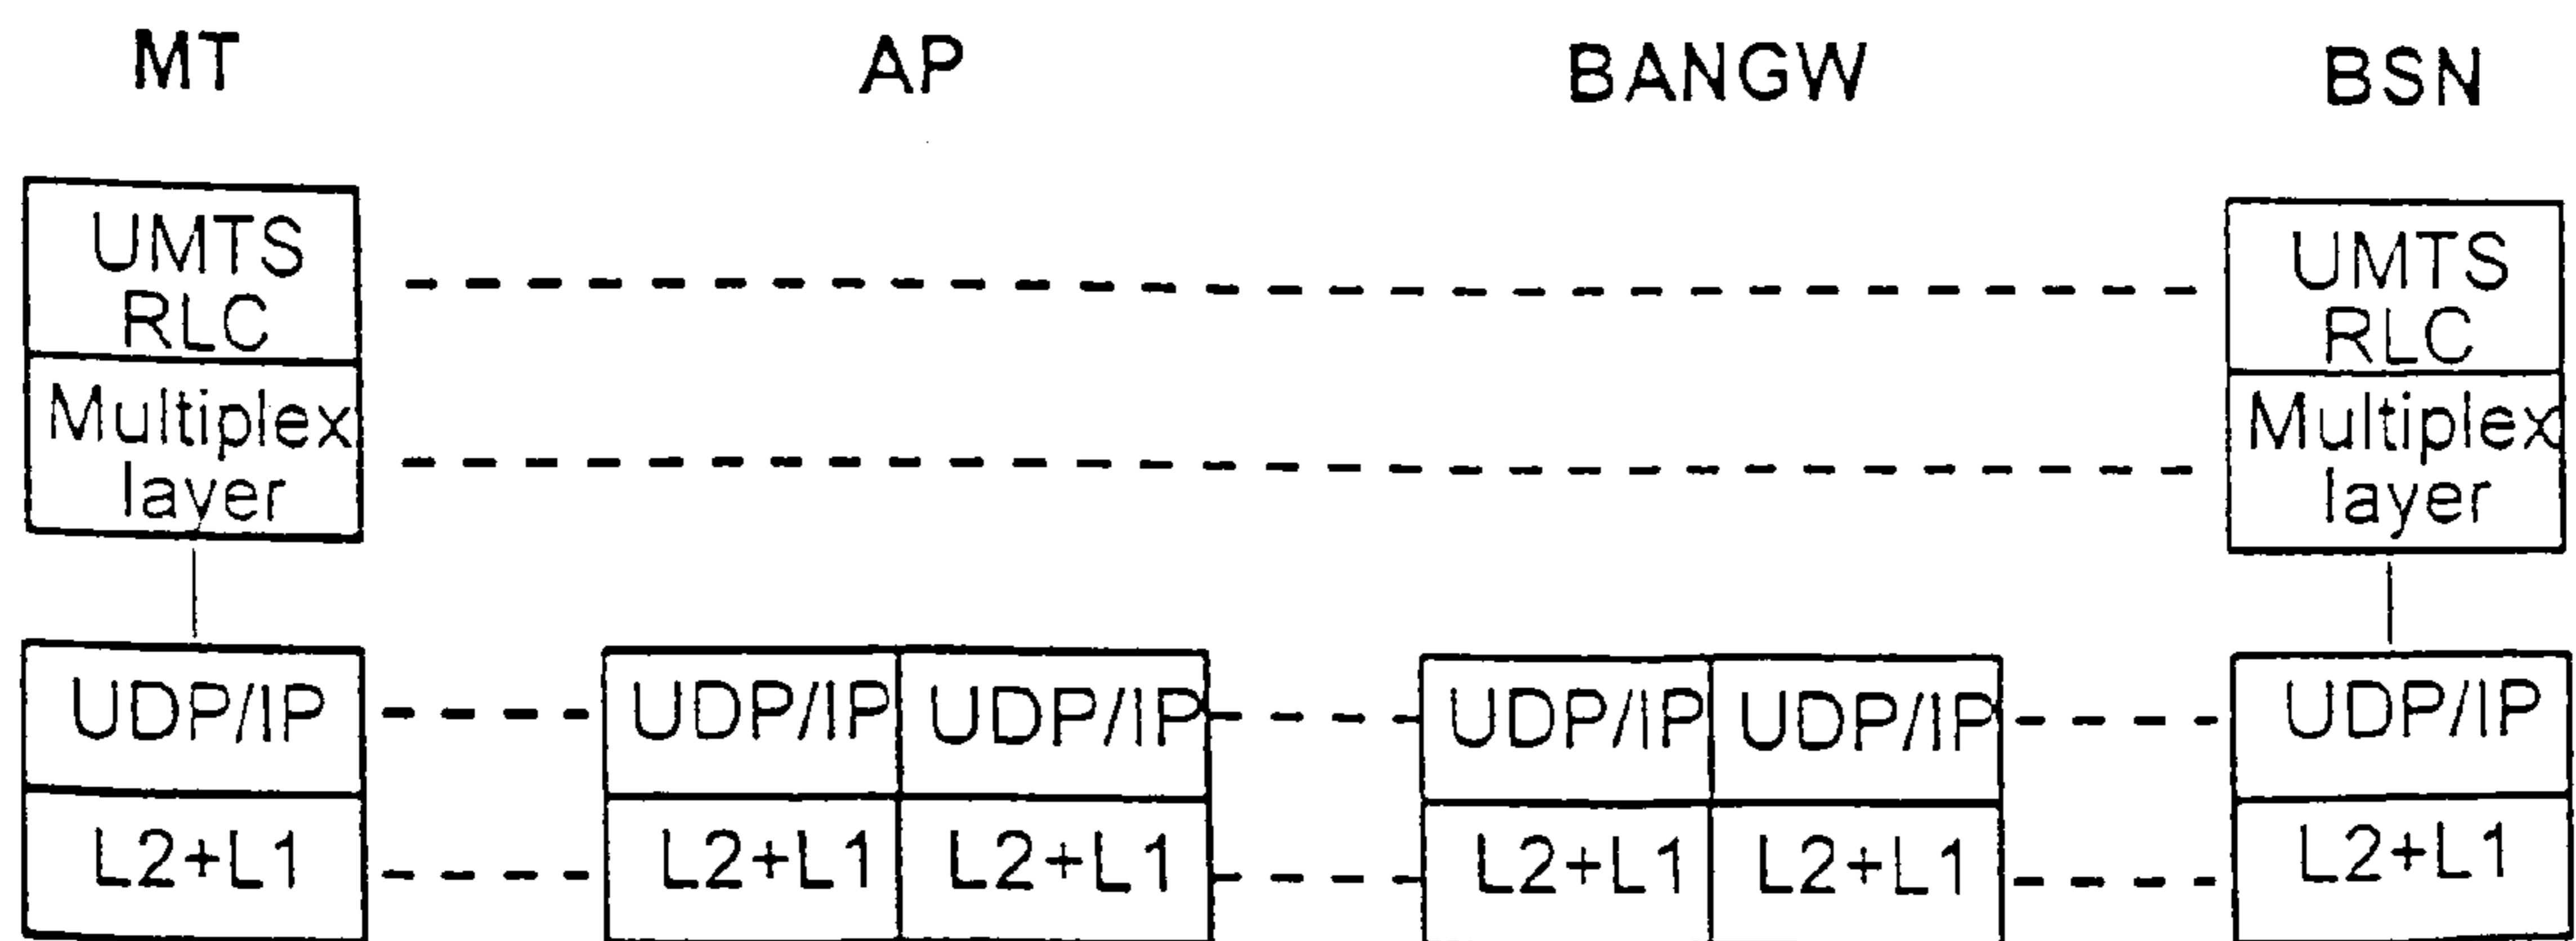 MT AP BANGW BSN
UMTS UMTS
RLC RLC
Multiplex Multiplex
layer layer
UDP/IP UDP/IP UDP/IP UDP/IP UDP/IP UDP/IP
L2+L1 L2+L1 L2+L1 L2+L1 L2+L1 L2+L1